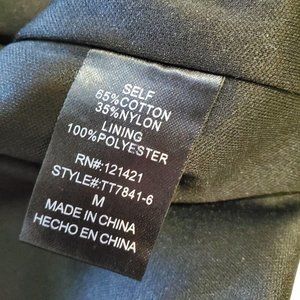 SELF
65%COTTON
35%NYLON
LINING
100%POLYESTER
RN#:121421
STYLE#:TT7841-6
M
MADE IN CHINA
HECHO EN CHINA